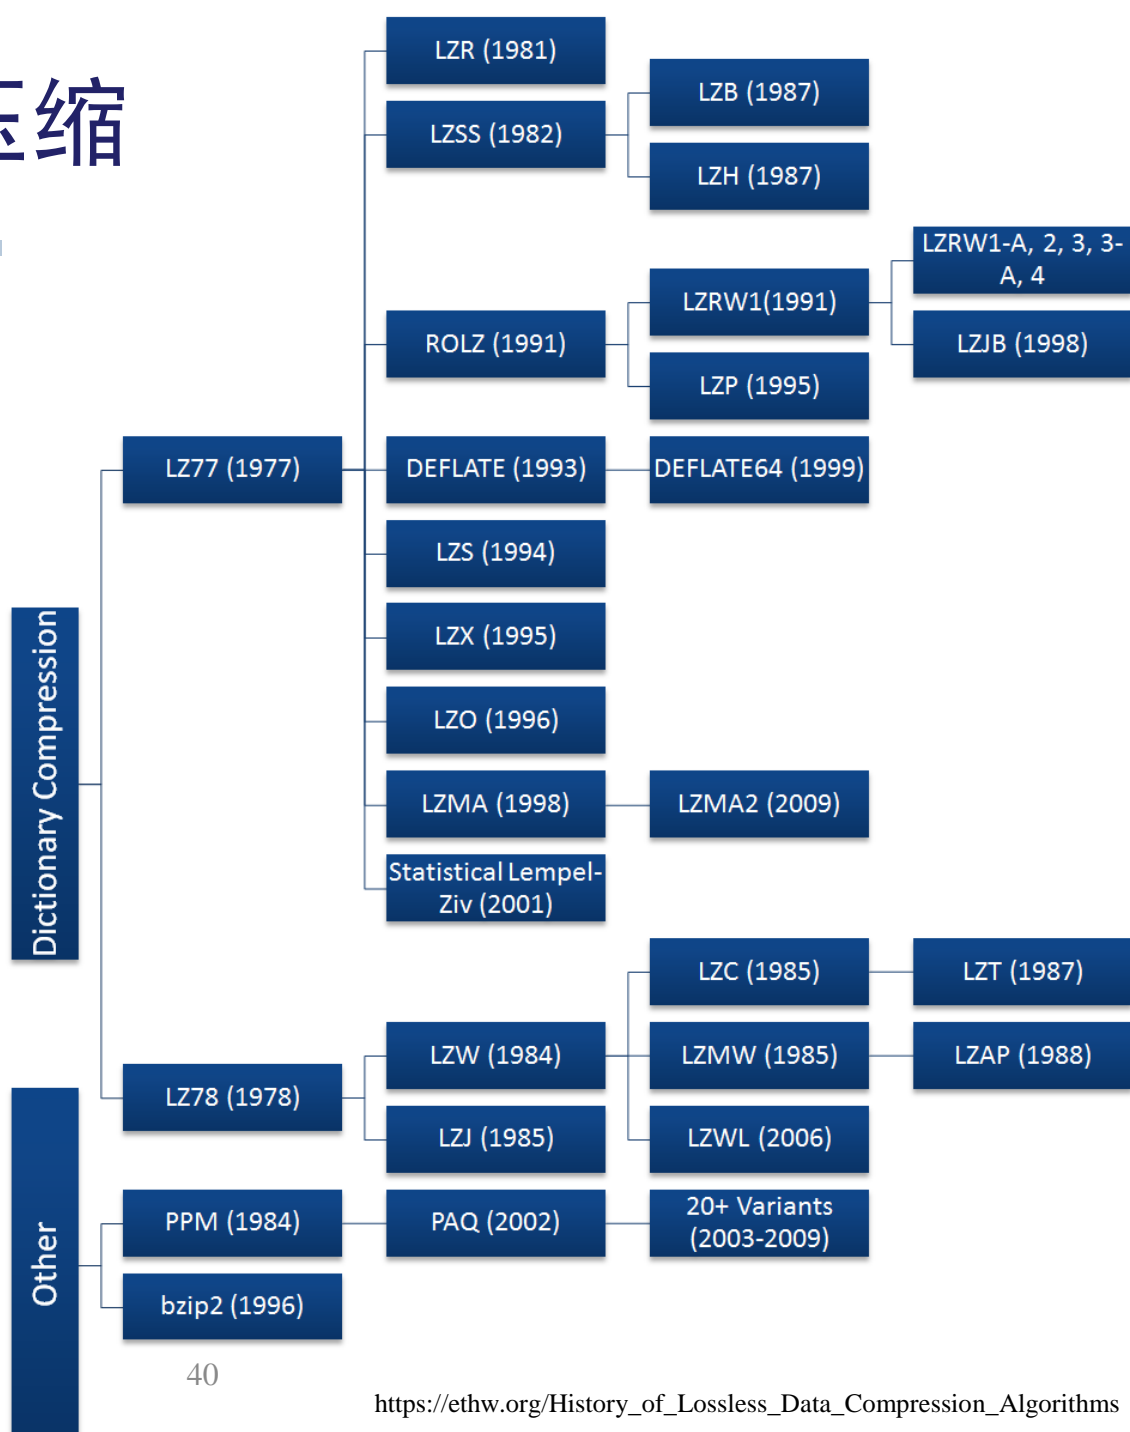 压缩
LZR (1981)
LZSS (1982)
LZB (1987)
LZH (1987)
LZRW1-A, 2, 3, 3-
A, 4
LZRW1(1991)
ROLZ (1991)
LZJB (1998)
LZP (1995)
LZ77 (1977)
DEFLATE (1993)
DEFLATE64 (1999)
LZS (1994)
LZX (1995)
LZO (1996)
Dictionary Compression
LZMA (1998)
LZMA2 (2009)
Statistical Lempel-
Ziv (2001)
LZC (1985)
LZT (1987)
LZW (1984)
LZMW (1985)
LZAP (1988)
LZ78 (1978)
LZJ (1985)
LZWL (2006)
Other
PPM (1984)
PAQ (2002)
20+ Variants
(2003-2009)
bzip2 (1996)
40
https://ethw.org/History_of_Lossless_Data_Compression_Algorithms